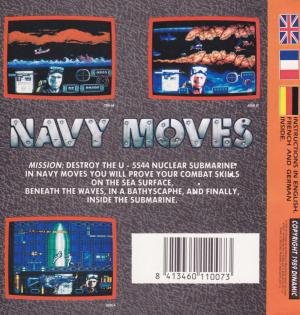 NAVY MOVES
MISSION: DESTROY THE U - 5544 NUCLEAR SUBMARINE!
IN NAVY MOVES YOU WILL PROVE YOUR COMBAT SKILLS
ON THE SEA SURFACE,
BENEATH THE WAVES, IN A BATHYSCAPHE, AND FINALLY,
INSIDE THE SUBMARINE.
8 413460 110073
INSTRUCTIONS IN ENGLISH
FRENCH AND GERMAN
INSIDE.
COPYRIGHT 1989 DINAMIC